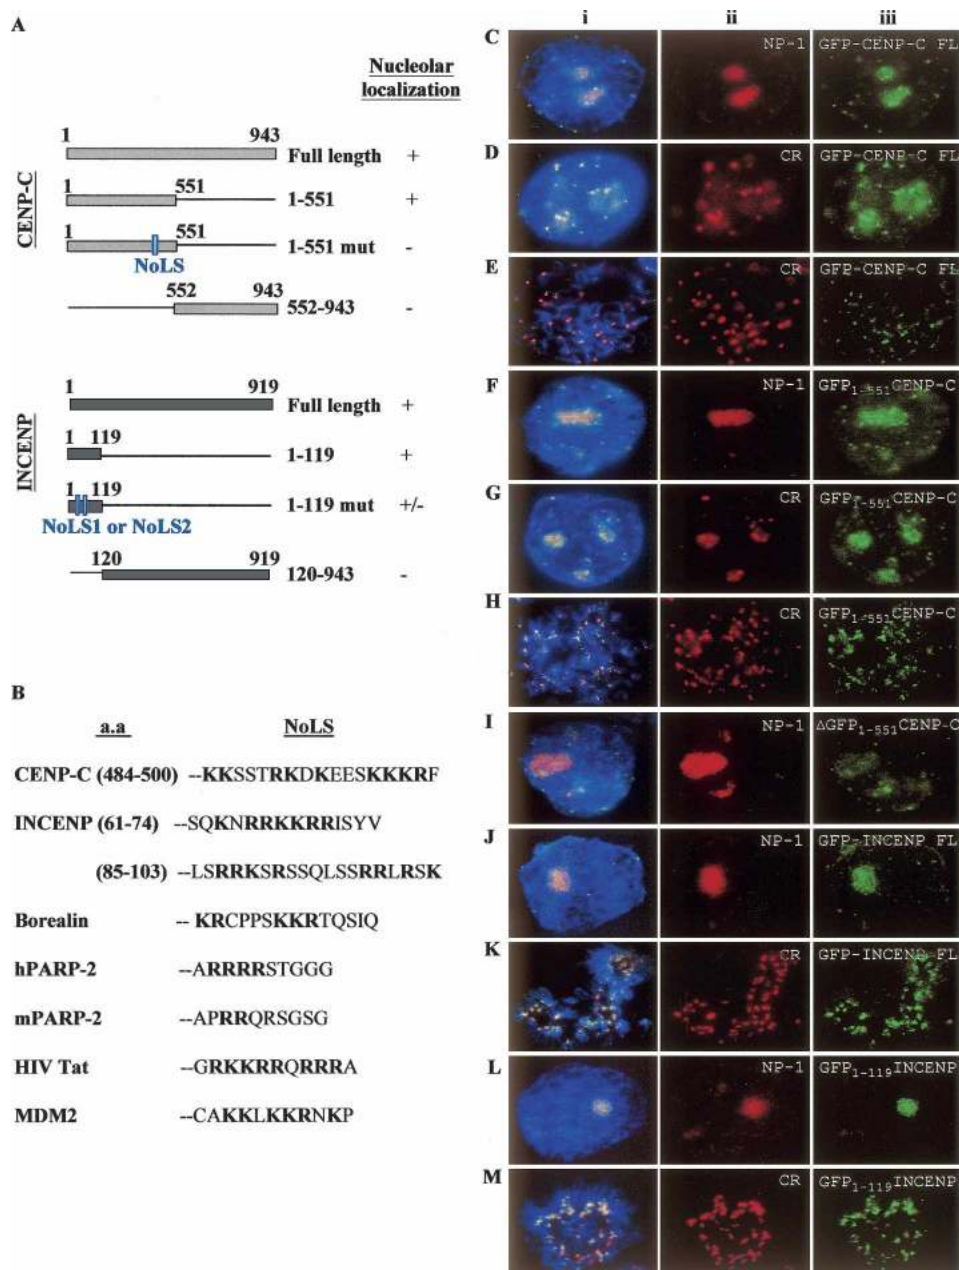 A
Nucleolar
localization
CENP-C
1 943
Full length +
1 551
1-551 +
1 551
1-551 mut -
NoLS
552 943
552-943 -
INCENP
1 919
Full length +
1 119
1-119 +
1 119
1-119 mut +/-
NoLS1 or NoLS2
120 919
120-943 -
B
a.a NoLS
CENP-C (484-500) --KKSSTRKDKEESKKKRF
INCENP (61-74) --SQKNRRKKRRISYV
(85-103) --LSRRKSRSSQLSSRRLRSK
Borealin -- KRCPPSKKRTQSIQ
hPARP-2 --ARRRRSTGGG
mPARP-2 --APRRQRSGSG
HIV Tat --GRKKRRQRRRA
MDM2 --CAKKLKKRNKP
i ii iii
C NP-1 GFP-CENP-C FL
D CR GFP-CENP-C FL
E CR GFP-CENP-C FL
F NP-1 GFP1-551CENP-C
G CR GFP1-551CENP-C
H CR GFP1-551CENP-C
I NP-1 ΔGFP1-551CENP-C
J NP-1 GFP-INCENP FL
K CR GFP-INCENP FL
L NP-1 GFP1-119INCENP
M CR GFP1-119INCENP